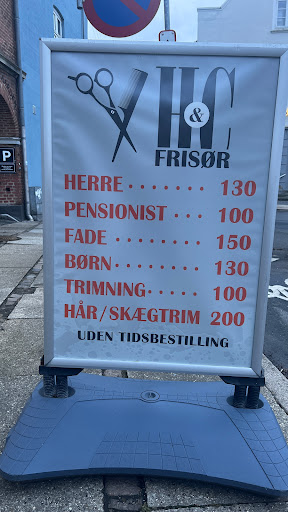 H&C
FRISØR
HERRE · · · · · · · 130
PENSIONIST · · · 100
FADE · · · · · · · · 150
BØRN · · · · · · · · 130
TRIMNING · · · · · 100
HÅR/SKÆGTRIM 200
UDEN TIDSBESTILLING
P